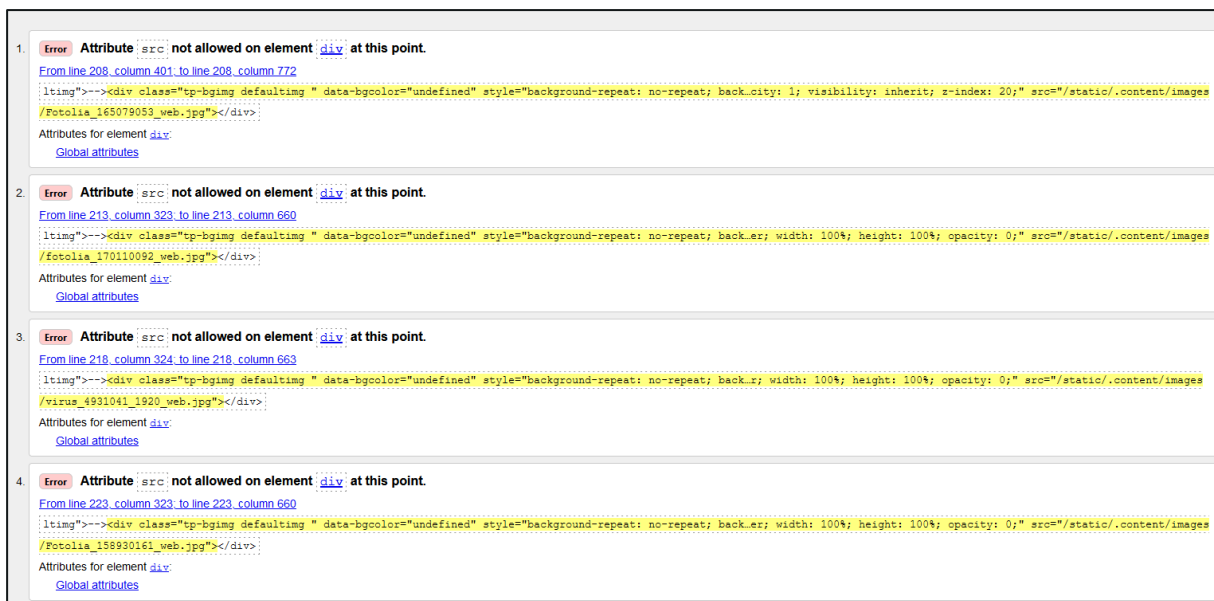 1. Error Attribute src not allowed on element div at this point.
From line 208, column 401; to line 208, column 772
ltimg">--><div class="tp-bgimg defaultimg " data-bgcolor="undefined" style="background-repeat: no-repeat; back…city: 1; visibility: inherit; z-index: 20;" src="/static/.content/images
/Fotolia_165079053_web.jpg"></div>
Attributes for element div:
Global attributes
2. Error Attribute src not allowed on element div at this point.
From line 213, column 323; to line 213, column 660
ltimg">--><div class="tp-bgimg defaultimg " data-bgcolor="undefined" style="background-repeat: no-repeat; back…er; width: 100%; height: 100%; opacity: 0;" src="/static/.content/images
/fotolia_170110092_web.jpg"></div>
Attributes for element div:
Global attributes
3. Error Attribute src not allowed on element div at this point.
From line 218, column 324; to line 218, column 663
ltimg">--><div class="tp-bgimg defaultimg " data-bgcolor="undefined" style="background-repeat: no-repeat; back…r; width: 100%; height: 100%; opacity: 0;" src="/static/.content/images
/virus_4931041_1920_web.jpg"></div>
Attributes for element div:
Global attributes
4. Error Attribute src not allowed on element div at this point.
From line 223, column 323; to line 223, column 660
ltimg">--><div class="tp-bgimg defaultimg " data-bgcolor="undefined" style="background-repeat: no-repeat; back…er; width: 100%; height: 100%; opacity: 0;" src="/static/.content/images
/Fotolia_158930161_web.jpg"></div>
Attributes for element div:
Global attributes